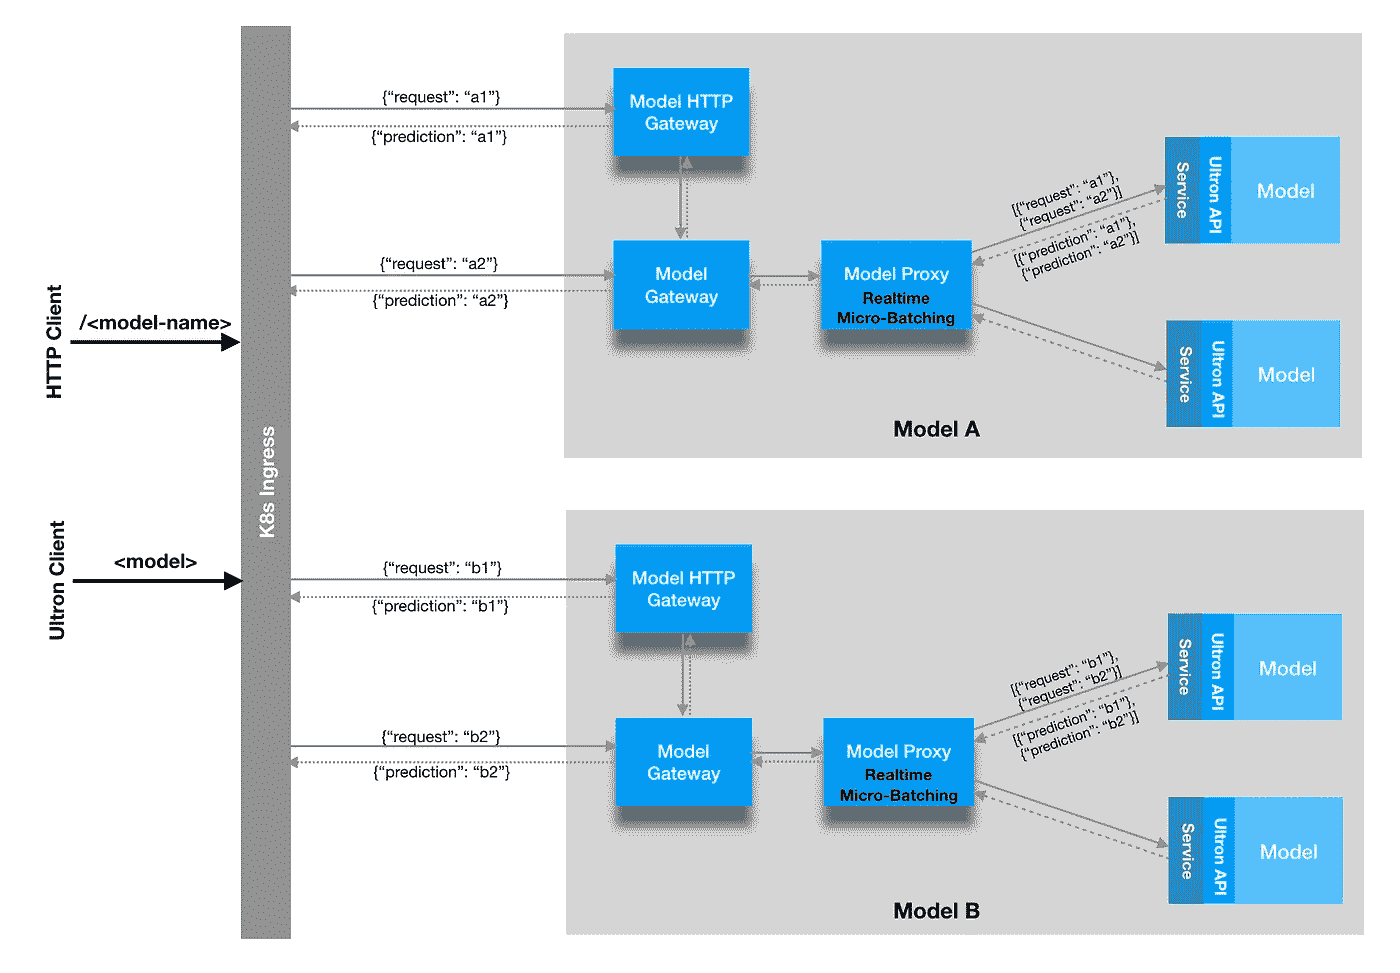 HTTP Client
/<model-name>
Ultron Client
<model>
K8s Ingress
{“request”: “a1”}
{“prediction”: “a1”}
Model HTTP
Gateway
{“request”: “a2”}
{“prediction”: “a2”}
Model
Gateway
Model Proxy
Realtime
Micro-Batching
[{“request”: “a1”},
{“request”: “a2”}]
[{“prediction”: “a1”},
{“prediction”: “a2”}]
Service
Ultron API
Model
Service
Ultron API
Model
Model A
{“request”: “b1”}
{“prediction”: “b1”}
Model HTTP
Gateway
{“request”: “b2”}
{“prediction”: “b2”}
Model
Gateway
Model Proxy
Realtime
Micro-Batching
[{“request”: “b1”},
{“request”: “b2”}]
[{“prediction”: “b1”},
{“prediction”: “b2”}]
Service
Ultron API
Model
Service
Ultron API
Model
Model B